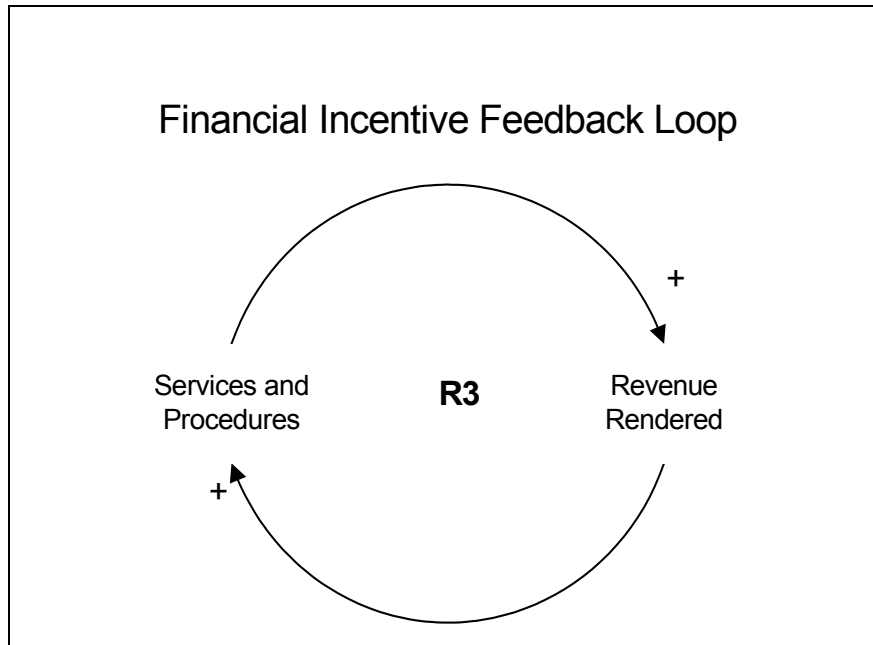 Financial Incentive Feedback Loop
+
Services and
Procedures
R3
Revenue
Rendered
+